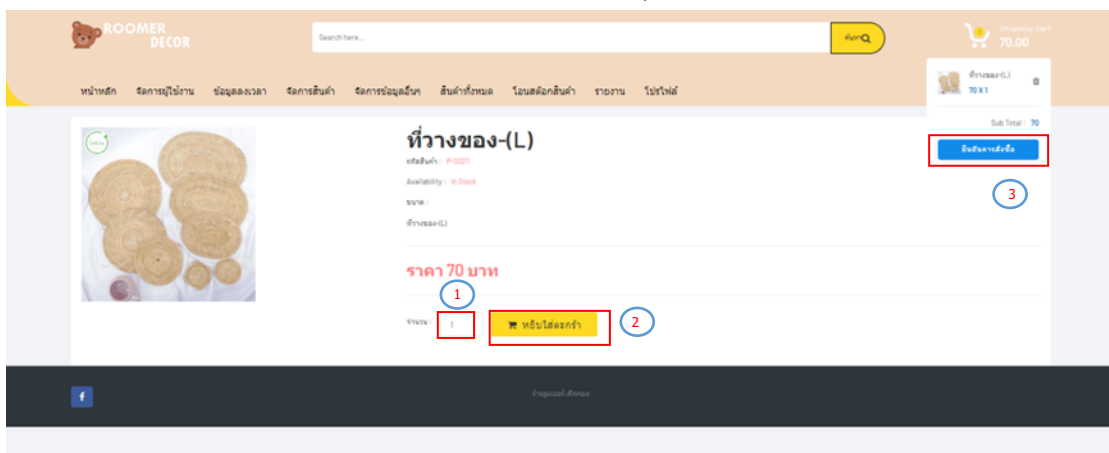 ROOMER
DECOR
Search here...
ค้นหา
Shopping Cart
70.00
หน้าหลัก จัดการผู้ใช้งาน ข้อมูลลงเวลา จัดการสินค้า จัดการข้อมูลอื่นๆ สินค้าทั้งหมด โอนสต๊อกสินค้า รายงาน โปรไฟล์
ที่วางของ-(L)
70 X 1
Sub Total : 70
ยืนยันการสั่งซื้อ
3
ที่วางของ-(L)
รหัสสินค้า : P-00211
Availability : In Stock
ขนาด :
ที่วางของ-(L)
ราคา 70 บาท
1
จำนวน : 1
หยิบใส่ตะกร้า
2
f